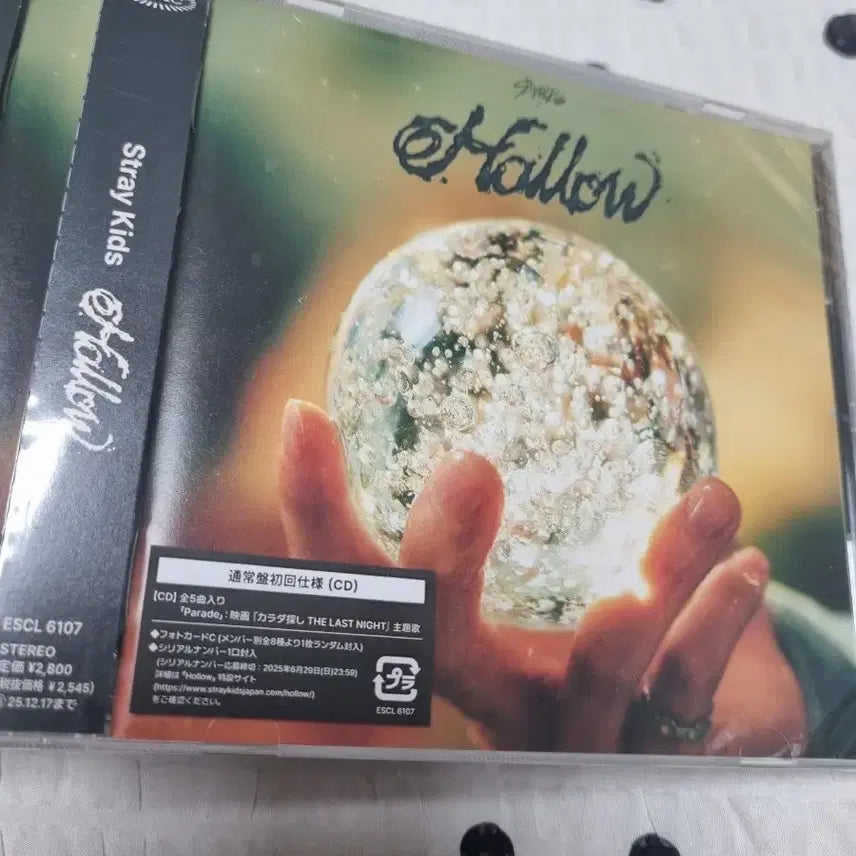 Stray Kids
Hollow
ESCL 6107
STEREO
定価 ¥2,800
税抜価格 ¥2,545)
25.12.17まで
Hollow
通常盤初回仕様 (CD)
[CD] 全5曲入り
『Parade』: 映画『カラダ探し THE LAST NIGHT』主題歌
◆フォトカードC (メンバー別全8種より1枚ランダム封入)
◆シリアルナンバー1口封入
(シリアルナンバー応募締切:2025年6月29日(日)23:59)
詳細は『Hollow』特設サイト
(https://www.straykidsjapan.com/hollow/)
をご確認ください。
プラ
ESCL 6107